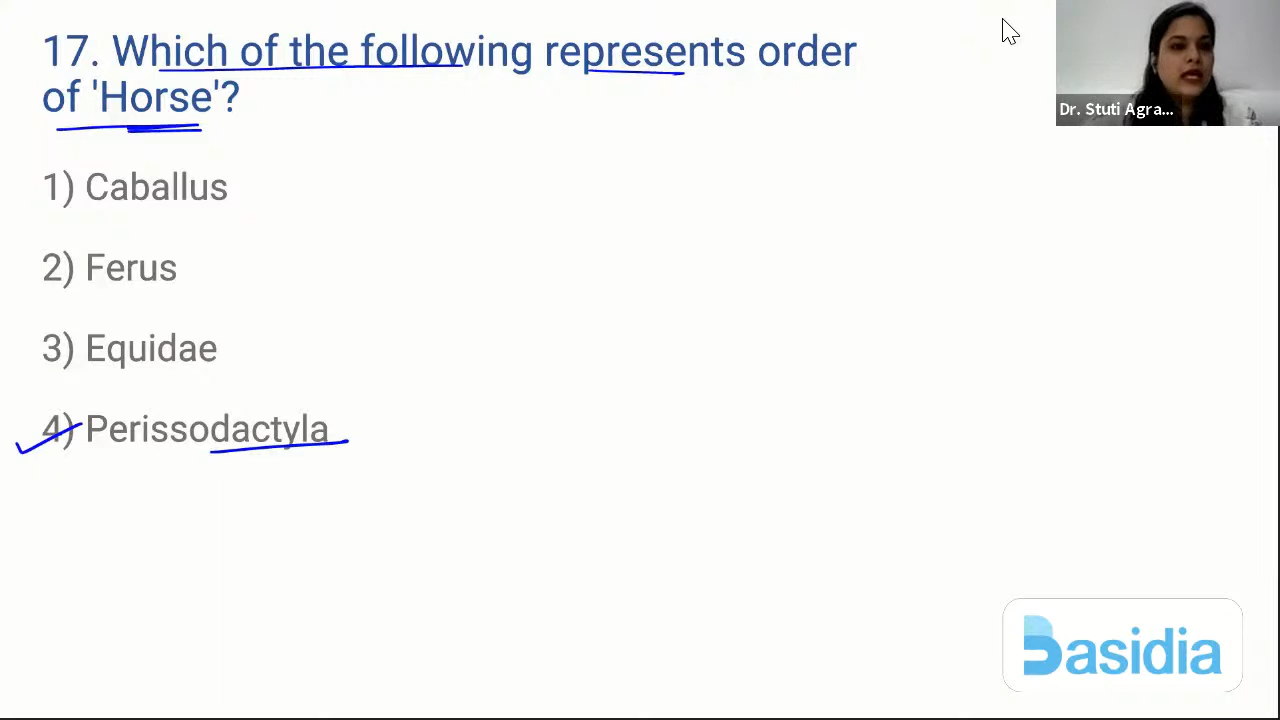 17. Which of the following represents order
of 'Horse'?
1) Caballus
2) Ferus
3) Equidae
4) Perissodactyla
Dr. Stuti Agra...
Basidia